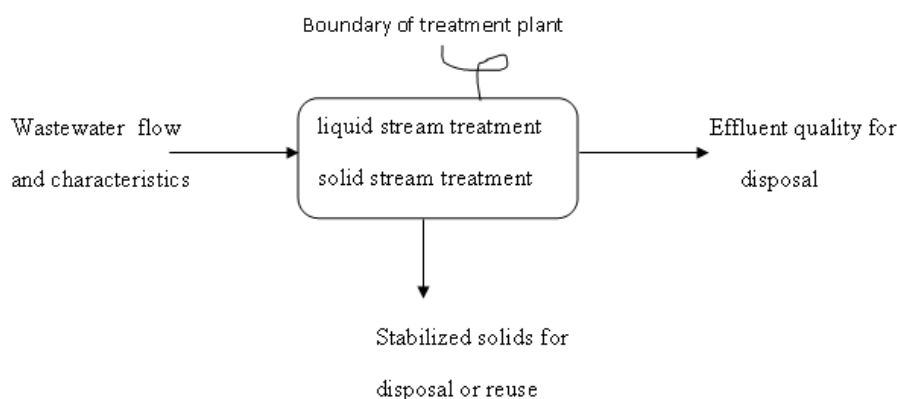 Boundary of treatment plant
Wastewater flow
and characteristics
liquid stream treatment
solid stream treatment
Effluent quality for
disposal
Stabilized solids for
disposal or reuse